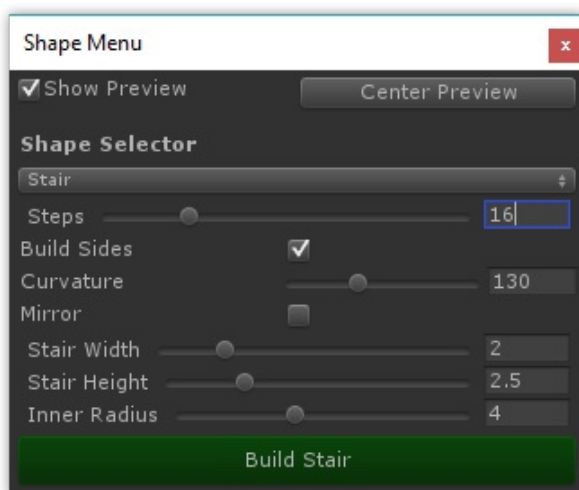 Shape Menu x
Show Preview Center Preview
Shape Selector
Stair
Steps 16
Build Sides
Curvature 130
Mirror
Stair Width 2
Stair Height 2.5
Inner Radius 4
Build Stair